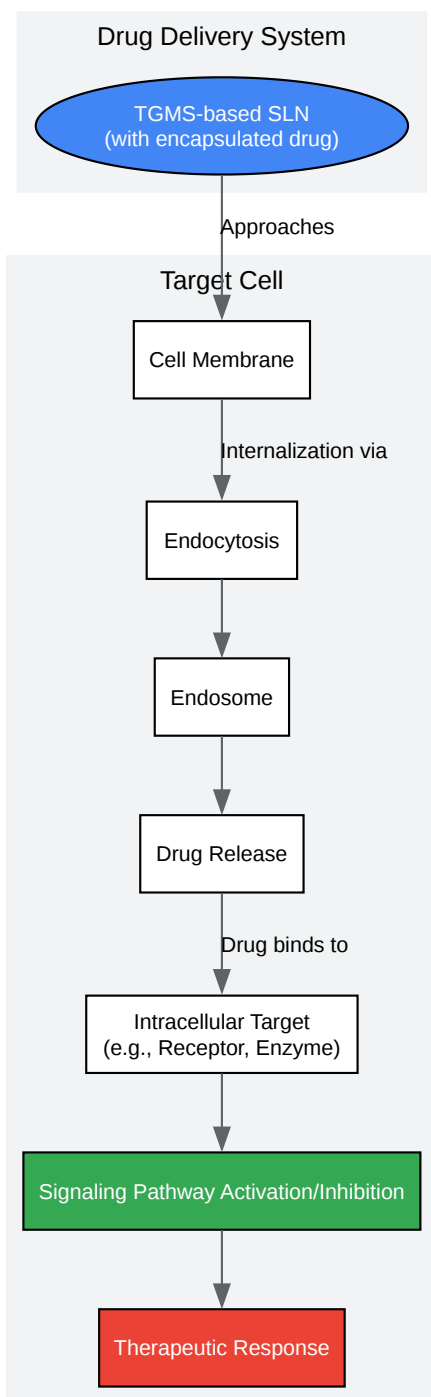 Drug Delivery System
TGMS-based SLN
(with encapsulated drug)
Approaches
Target Cell
Cell Membrane
Internalization via
Endocytosis
Endosome
Drug Release
Drug binds to
Intracellular Target
(e.g., Receptor, Enzyme)
Signaling Pathway Activation/Inhibition
Therapeutic Response